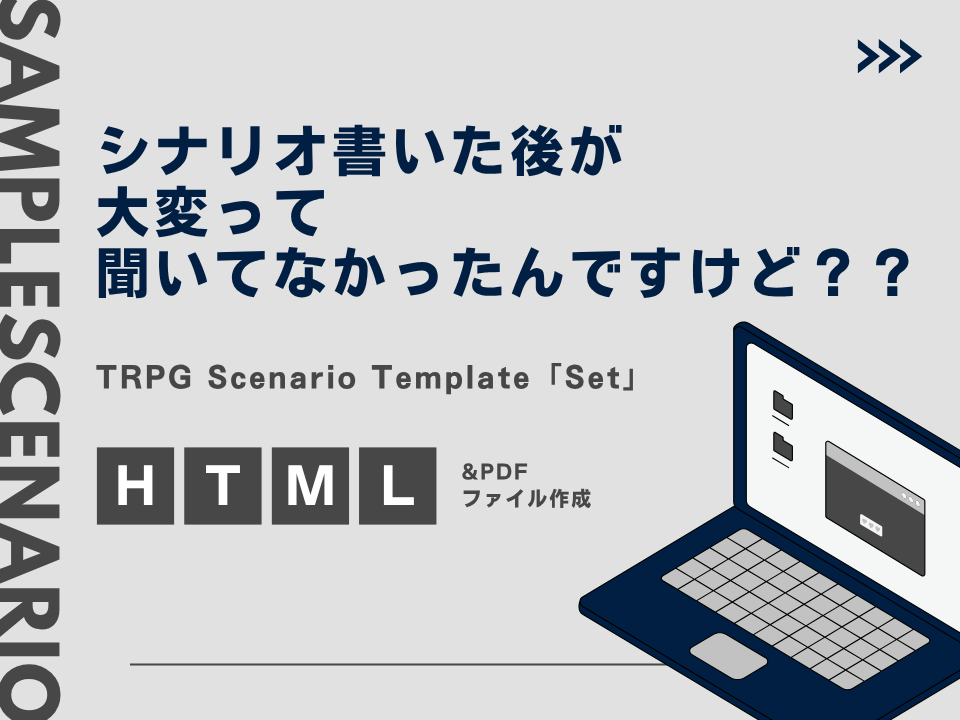 SAMPLESCENARIO
シナリオ書いた後が
大変って
聞いてなかったんですけど？？
TRPG Scenario Template「Set」
HTML
&PDF
ファイル作成